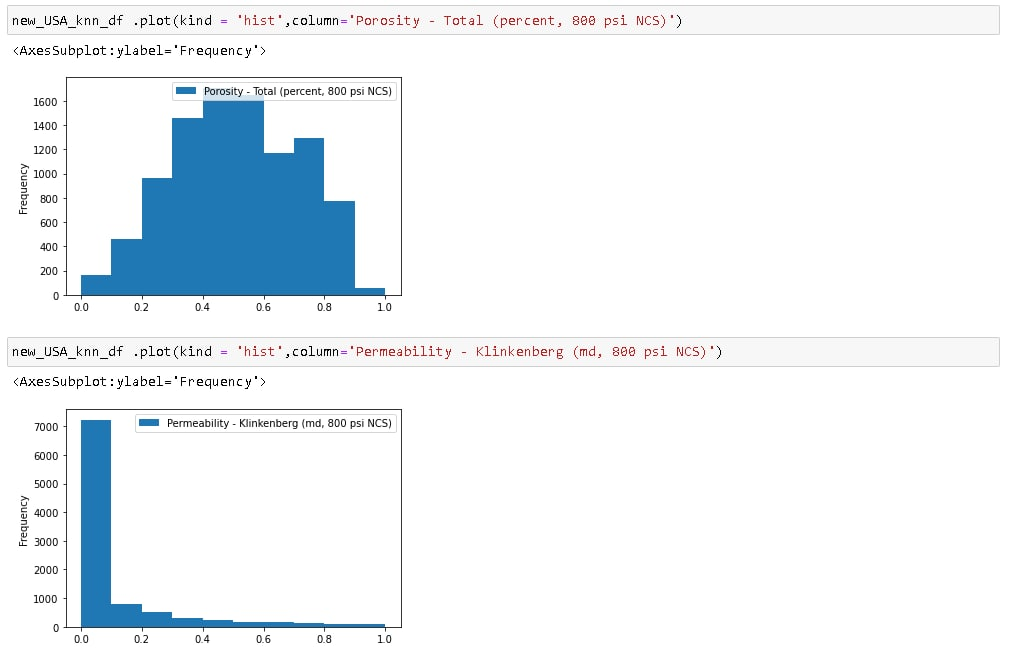 new_USA_knn_df .plot(kind = 'hist',column='Porosity - Total (percent, 800 psi NCS)')
<AxesSubplot:ylabel='Frequency'>
Porosity - Total (percent, 800 psi NCS)
1600
1400
1200
1000
800
600
400
200
0
Frequency
0.0 0.2 0.4 0.6 0.8 1.0
new_USA_knn_df .plot(kind = 'hist',column='Permeability - Klinkenberg (md, 800 psi NCS)')
<AxesSubplot:ylabel='Frequency'>
Permeability - Klinkenberg (md, 800 psi NCS)
7000
6000
5000
4000
3000
2000
1000
0
Frequency
0.0 0.2 0.4 0.6 0.8 1.0